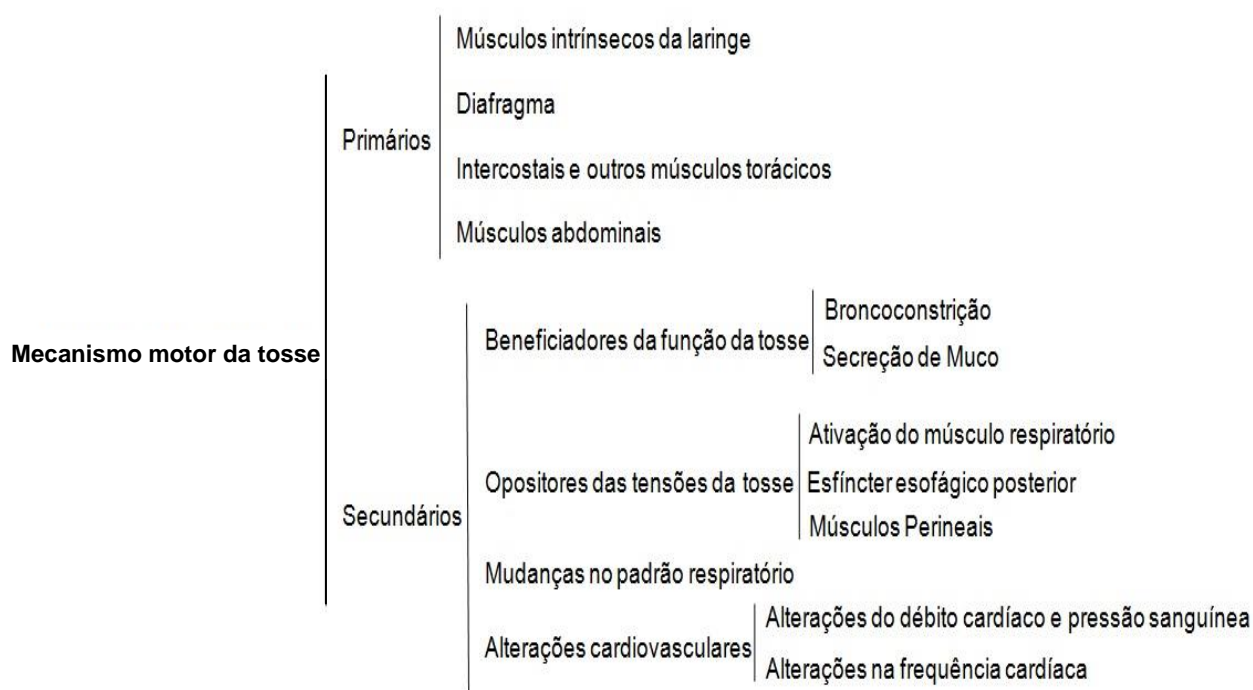 Mecanismo motor da tosse
Primários
Músculos intrínsecos da laringe
Diafragma
Intercostais e outros músculos torácicos
Músculos abdominais
Secundários
Beneficiadores da função da tosse
Broncoconstrição
Secreção de Muco
Opositores das tensões da tosse
Ativação do músculo respiratório
Esfíncter esofágico posterior
Músculos Perineais
Mudanças no padrão respiratório
Alterações cardiovasculares
Alterações do débito cardíaco e pressão sanguínea
Alterações na frequência cardíaca